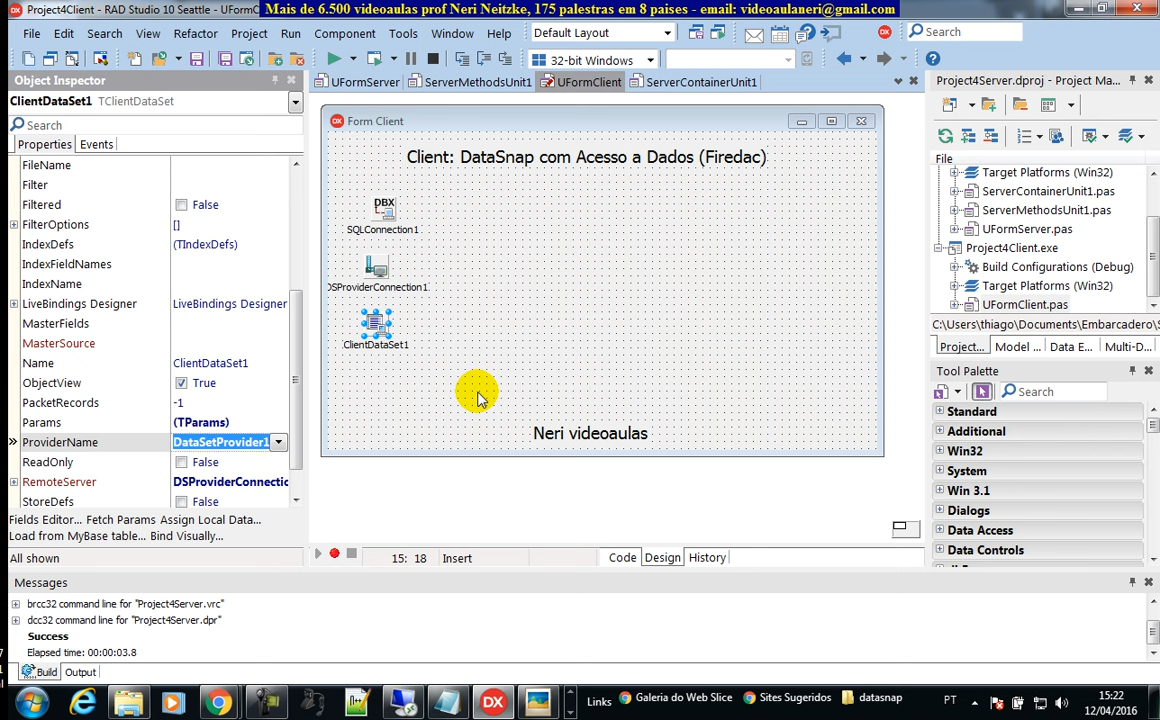 Project4Client - RAD Studio 10 Seattle - UFormC
Mais de 6.500 videoaulas prof Neri Neitzke, 175 palestras em 8 paises - email: videoaulaneri@gmail.com
File Edit Search View Refactor Project Run Component Tools Window Help
Default Layout
Search
32-bit Windows
Object Inspector
ClientDataSet1 TClientDataSet
Search
Properties Events
FileName
Filter
Filtered False
FilterOptions []
IndexDefs (TIndexDefs)
IndexFieldNames
IndexName
LiveBindings Designer LiveBindings Designer
MasterFields
MasterSource
Name ClientDataSet1
ObjectView True
PacketRecords -1
Params (TParams)
ProviderName DataSetProvider1
ReadOnly False
RemoteServer DSProviderConnectic
StoreDefs False
Fields Editor... Fetch Params Assign Local Data...
Load from MyBase table... Bind Visually...
All shown
UFormServer ServerMethodsUnit1 UFormClient ServerContainerUnit1
Form Client
Client: DataSnap com Acesso a Dados (Firedac)
DBX
SQLConnection1
DSProviderConnection1
ClientDataSet1
Neri videoaulas
15: 18 Insert Code Design History
Project4Server.dproj - Project Ma...
File
Target Platforms (Win32)
ServerContainerUnit1.pas
ServerMethodsUnit1.pas
UFormServer.pas
Project4Client.exe
Build Configurations (Debug)
Target Platforms (Win32)
UFormClient.pas
C:\Users\thiago\Documents\Embarcadero\S
Project... Model ... Data E... Multi-D...
Tool Palette
Search
Standard
Additional
Win32
System
Win 3.1
Dialogs
Data Access
Data Controls
Messages
brcc32 command line for "Project4Server.vrc"
dcc32 command line for "Project4Server.dpr"
Success
Elapsed time: 00:00:03.8
Build Output
DX
Links Galeria do Web Slice Sites Sugeridos datasnap PT
15:22
12/04/2016